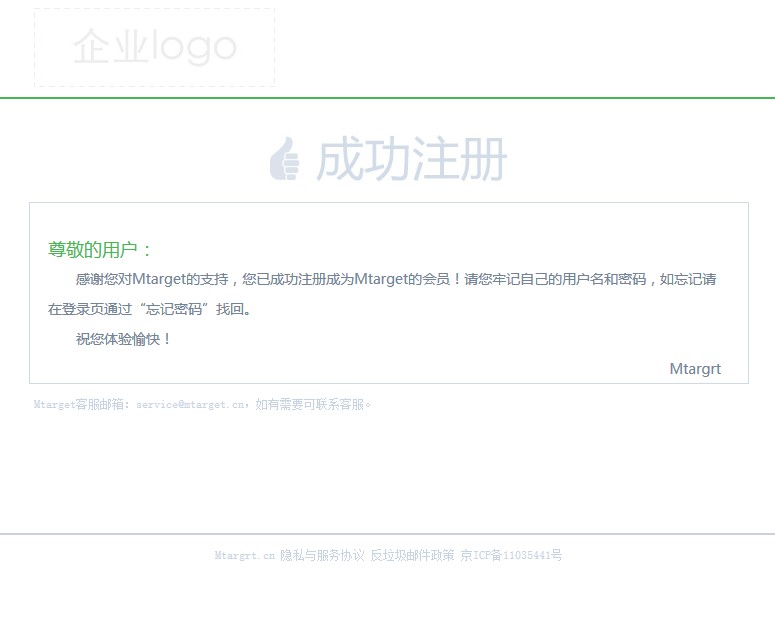 企业logo
成功注册
尊敬的用户：
感谢您对Mtarget的支持，您已成功注册成为Mtarget的会员！请您牢记自己的用户名和密码，如忘记请
在登录页通过“忘记密码”找回。
祝您体验愉快！
Mtargrt
Mtarget客服邮箱：service@mtarget.cn，如有需要可联系客服。
Mtargrt.cn 隐私与服务协议 反垃圾邮件政策 京ICP备11035441号